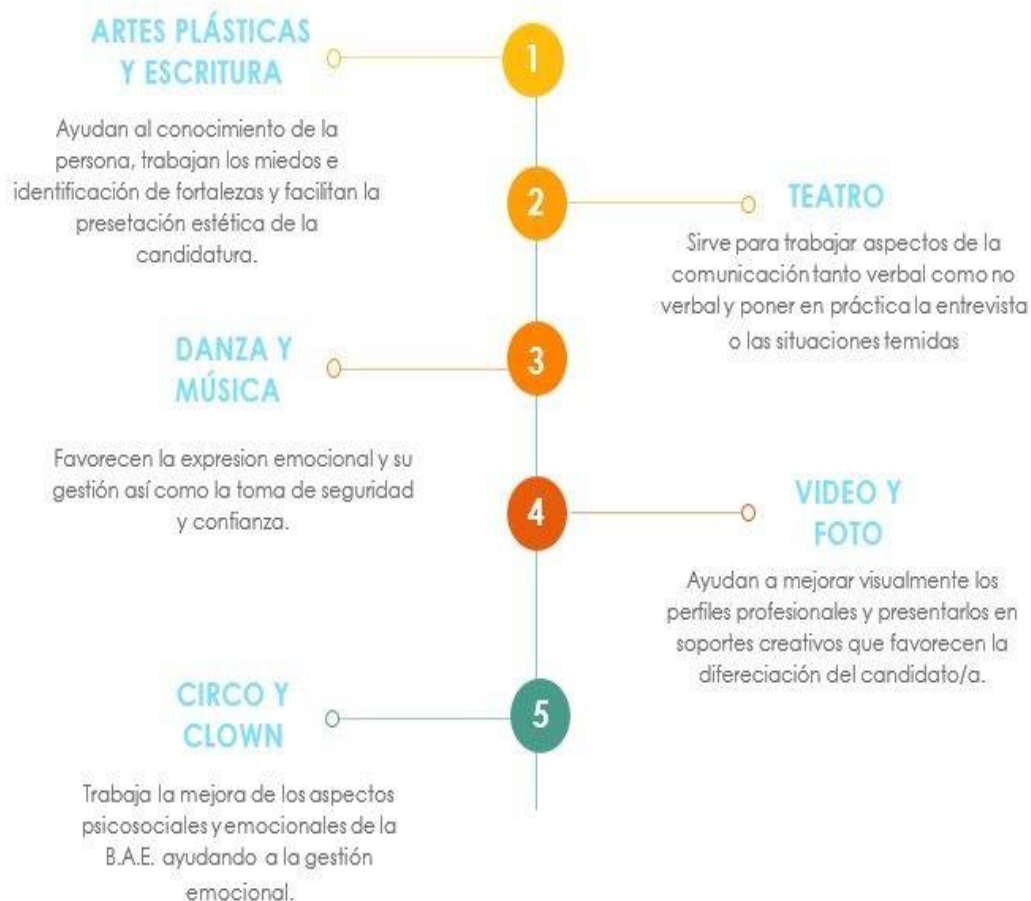 ARTES PLÁSTICAS
Y ESCRITURA
1
Ayudan al conocimiento de la
persona, trabajan los miedos e
identificación de fortalezas y facilitan la
presetación estética de la
candidatura.
2
TEATRO
Sirve para trabajar aspectos de la
comunicación tanto verbal como no
verbal y poner en práctica la entrevista
o las situaciones temidas
DANZA Y
MÚSICA
3
Favorecen la expresion emocional y su
gestión así como la toma de seguridad
y confianza.
4
VIDEO Y
FOTO
Ayudan a mejorar visualmente los
perfiles profesionales y presentarlos en
soportes creativos que favorecen la
difereciación del candidato/a.
CIRCO Y
CLOWN
5
Trabaja la mejora de los aspectos
psicosociales y emocionales de la
B.A.E. ayudando a la gestión
emocional.